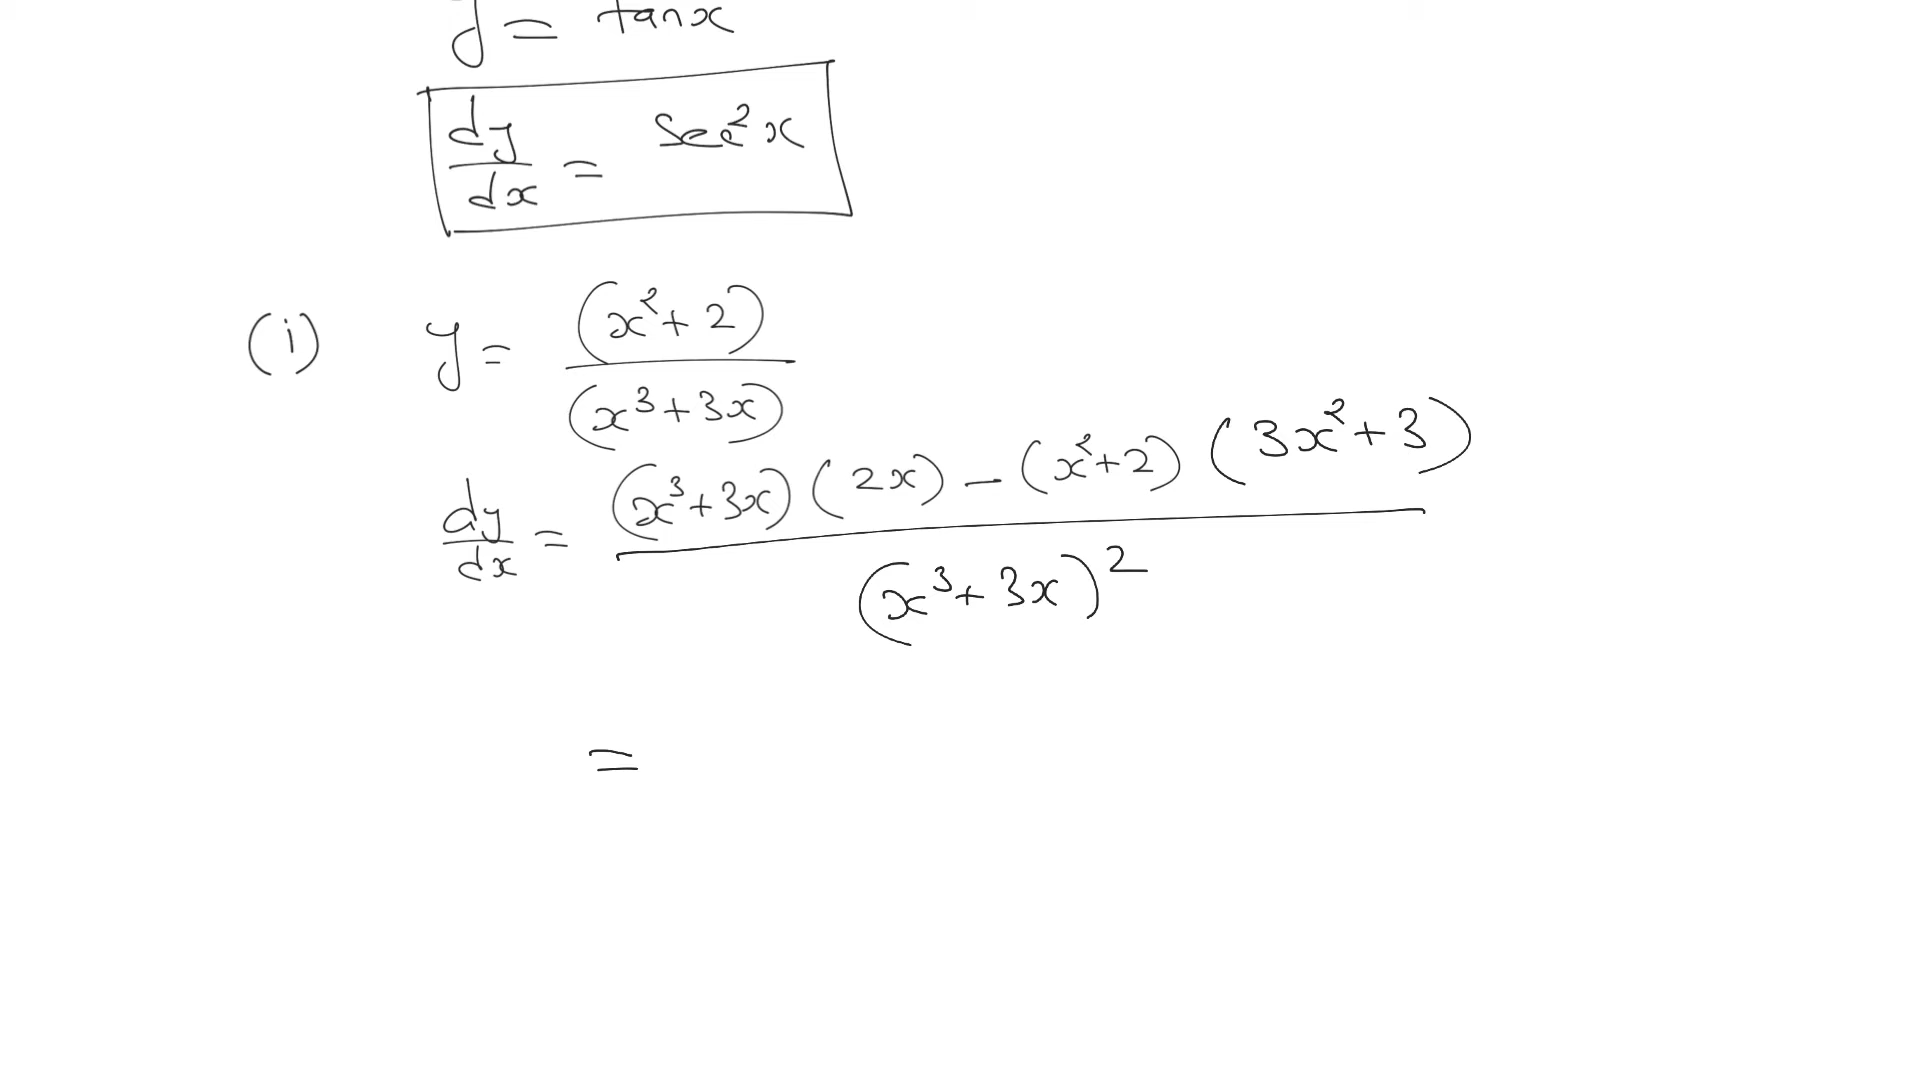 y = tanx
dy/dx = Sec²x
(i) y = (x²+2)/(x³+3x)
dy/dx = (x³+3x)(2x) - (x²+2)(3x²+3)/(x³+3x)²
=